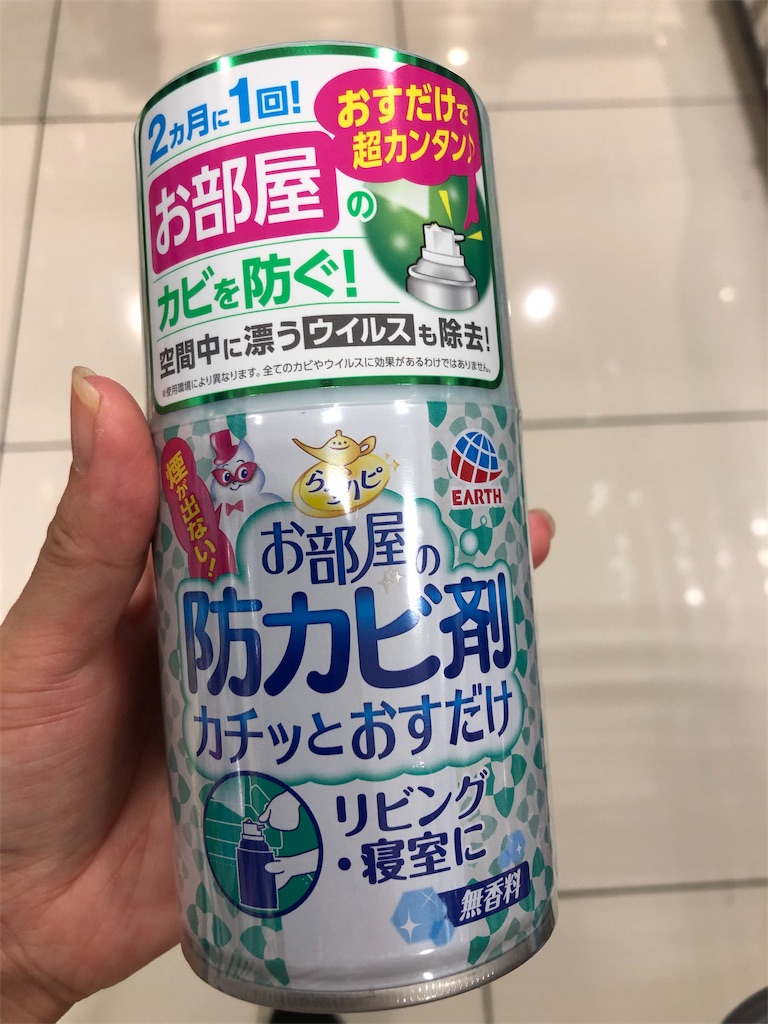 2カ月に1回!
おすだけで
超カンタン♪
お部屋の
カビを防ぐ!
空間中に漂うウイルスも除去!
※使用環境により異なります。全てのカビやウイルスに効果があるわけではありません。
煙が出ない!
らくハピ
EARTH
お部屋の
防カビ剤
カチッとおすだけ
リビング
・寝室に
無香料